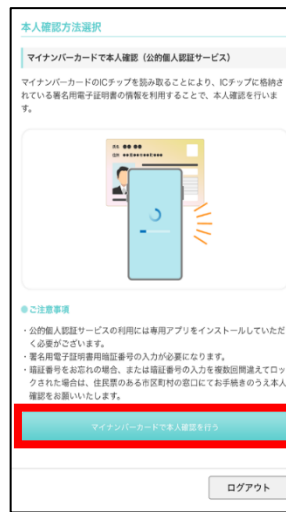 本人確認方法選択
マイナンバーカードで本人確認（公的個人認証サービス）
マイナンバーカードのICチップを読み取ることにより、ICチップに格納さ
れている署名用電子証明書の情報を利用することで、本人確認を行いま
す。
ご注意事項
・公的個人認証サービスの利用には専用アプリをインストールしていただ
く必要がございます。
・署名用電子証明書用暗証番号の入力が必要になります。
・暗証番号をお忘れの場合、または暗証番号の入力を複数回間違えてロッ
クされた場合は、住民票のある市区町村の窓口にてお手続きのうえ本人
確認をお願いいたします。
マイナンバーカードで本人確認を行う
ログアウト